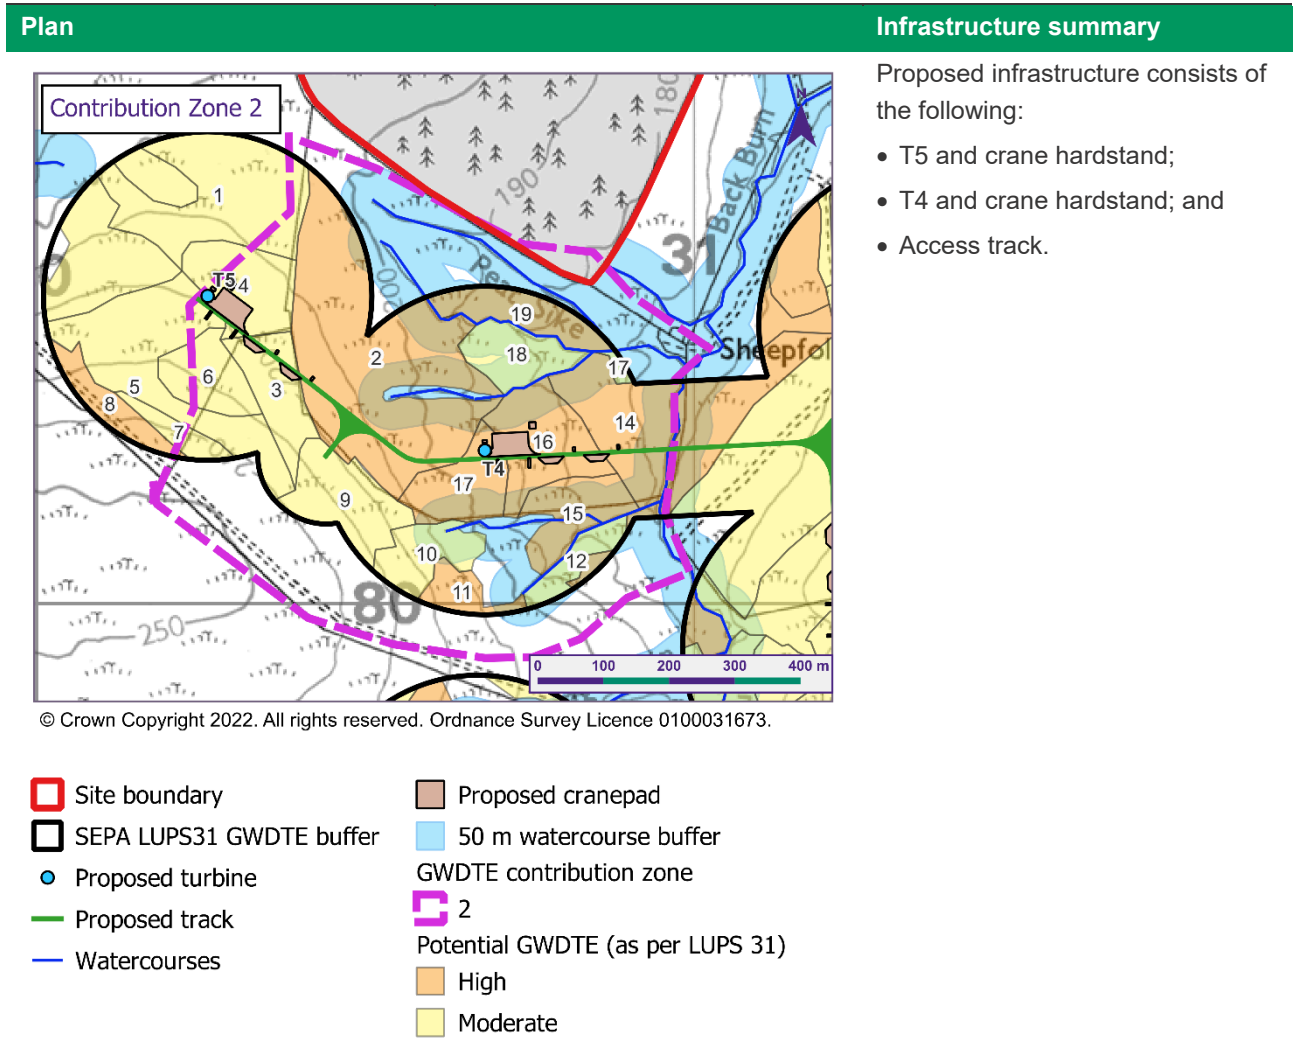 Plan
Infrastructure summary
Contribution Zone 2
N
180
190
200
250
31
80
0
Back Burn
Sike
Sheepfol
T5
T4
1
2
3
4
5
6
7
8
9
10
11
12
14
15
16
17
17
18
19
0 100 200 300 400 m
© Crown Copyright 2022. All rights reserved. Ordnance Survey Licence 0100031673.
Proposed infrastructure consists of
the following:
• T5 and crane hardstand;
• T4 and crane hardstand; and
• Access track.
Site boundary
SEPA LUPS31 GWDTE buffer
Proposed turbine
Proposed track
Watercourses
Proposed cranepad
50 m watercourse buffer
GWDTE contribution zone
2
Potential GWDTE (as per LUPS 31)
High
Moderate